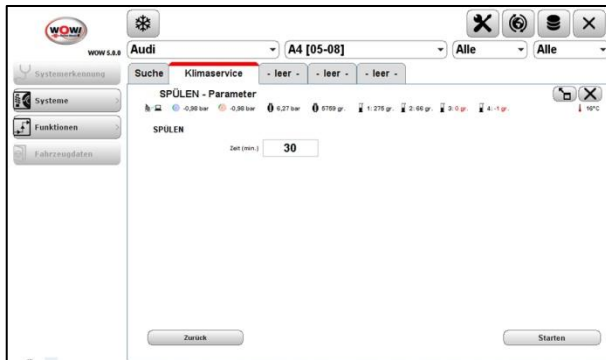 WOW!
WOW 5.8.8
Audi
A4 [05-08]
Alle
Alle
Systemerkennung
Suche
Klimaservice
- leer -
- leer -
- leer -
Systeme
SPÜLEN - Parameter
-0,98 bar
-0,98 bar
6,27 bar
5759 gr.
1: 275 gr.
2: 66 gr.
3: 0 gr.
4: -1 gr.
16°C
Funktionen
SPÜLEN
Fahrzeugdaten
Zeit (min.)
30
Zurück
Starten